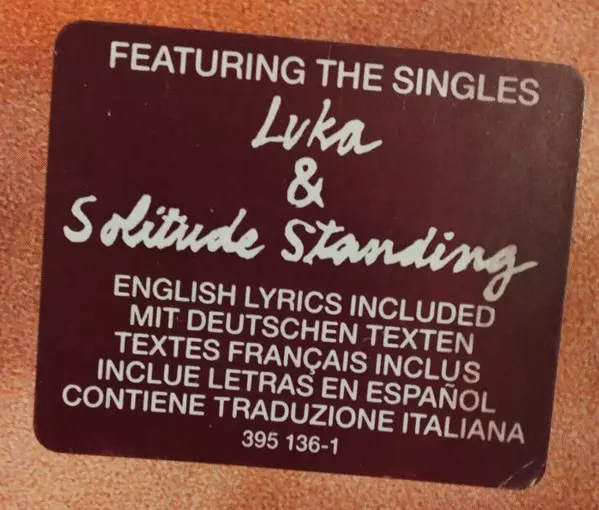 FEATURING THE SINGLES
Luka
&
Solitude Standing
ENGLISH LYRICS INCLUDED
MIT DEUTSCHEN TEXTEN
TEXTES FRANÇAIS INCLUS
INCLUE LETRAS EN ESPAÑOL
CONTIENE TRADUZIONE ITALIANA
395 136-1